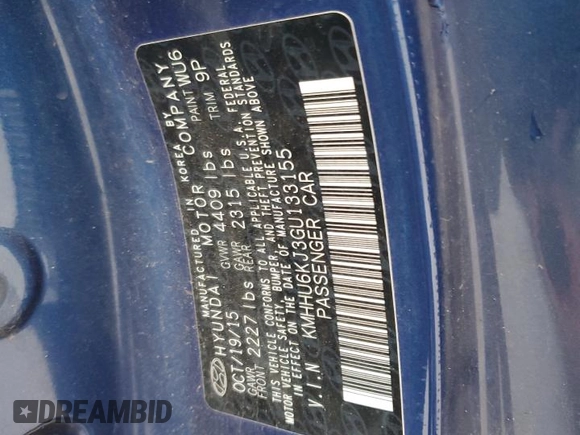 MANUFACTURED IN KOREA BY
HYUNDAI MOTOR COMPANY
OCT/19/15 GVWR 4409 lbs PAINT WU6
GAWR FRONT 2227 lbs GAWR REAR 2315 lbs TRIM 9P
THIS VEHICLE CONFORMS TO ALL APPLICABLE U.S.A. FEDERAL
MOTOR VEHICLE SAFETY, BUMPER, AND THEFT PREVENTION STANDARDS
IN EFFECT ON THE DATE OF MANUFACTURE SHOWN ABOVE.
V.I.N KMHHU6KJ3GU133155
PASSENGER CAR
DREAMBID